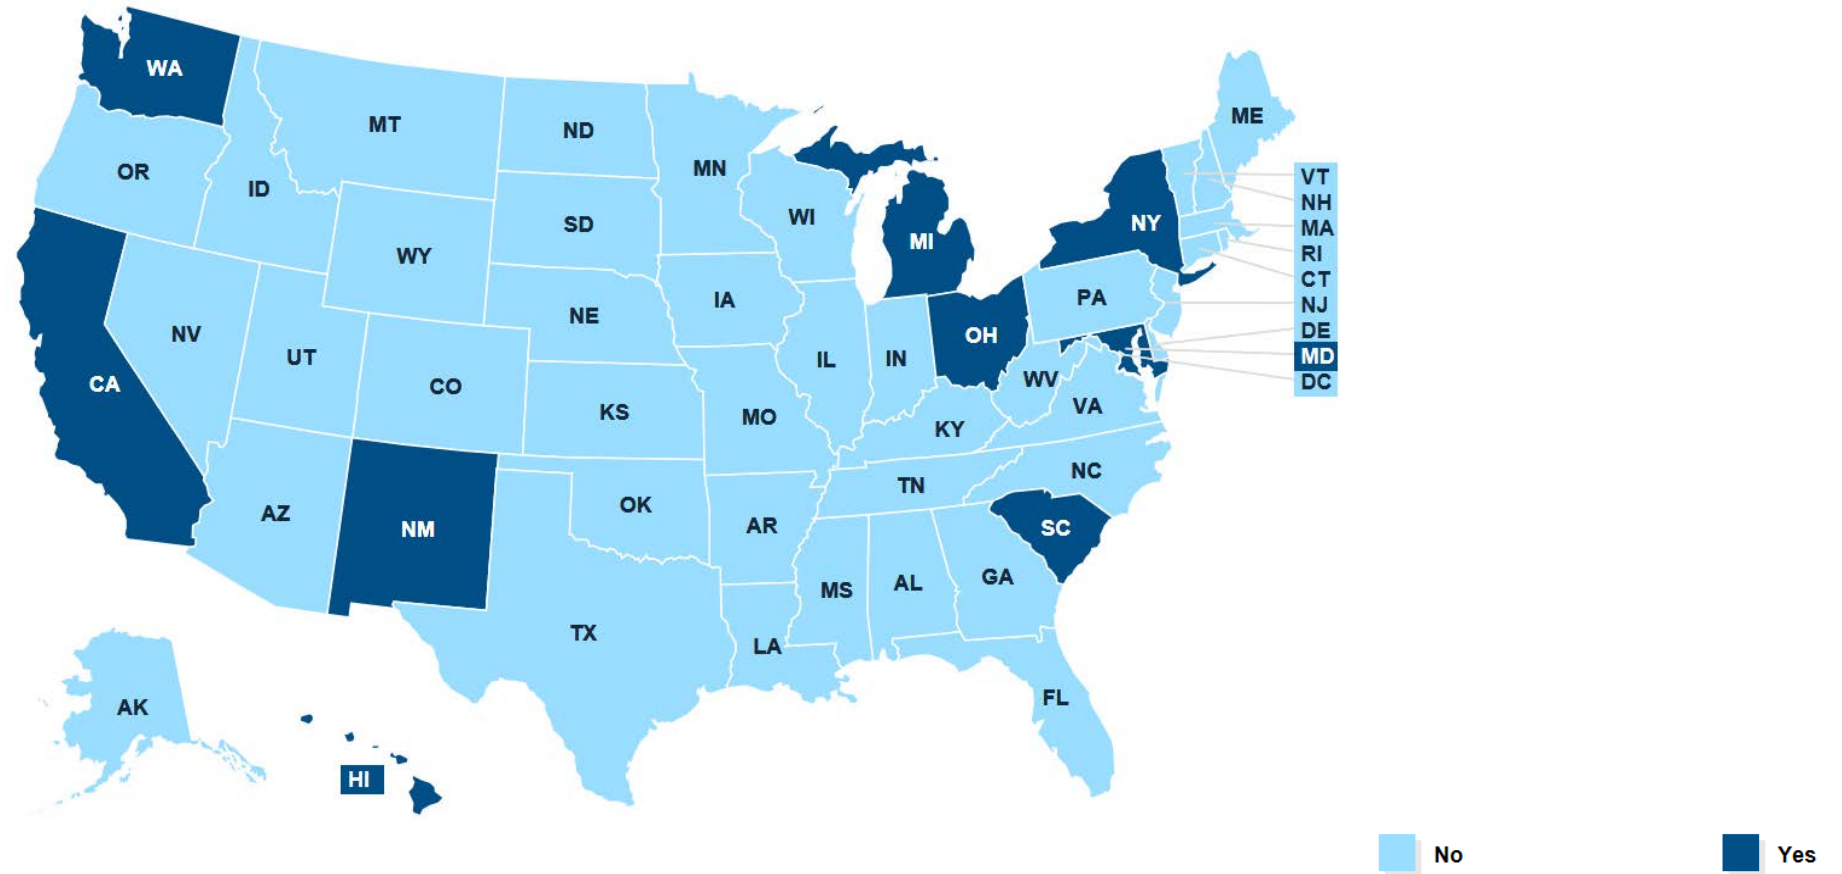 WA
MT
ND
ME
OR
ID
MN
VT
NH
SD
WI
NY
MA
MI
RI
WY
CT
IA
PA
NJ
NE
NV
OH
DE
UT
IL
IN
MD
CO
WV
DC
CA
KS
MO
VA
KY
NC
TN
AZ
OK
NM
AR
SC
MS
AL
GA
TX
LA
FL
AK
HI
No
Yes